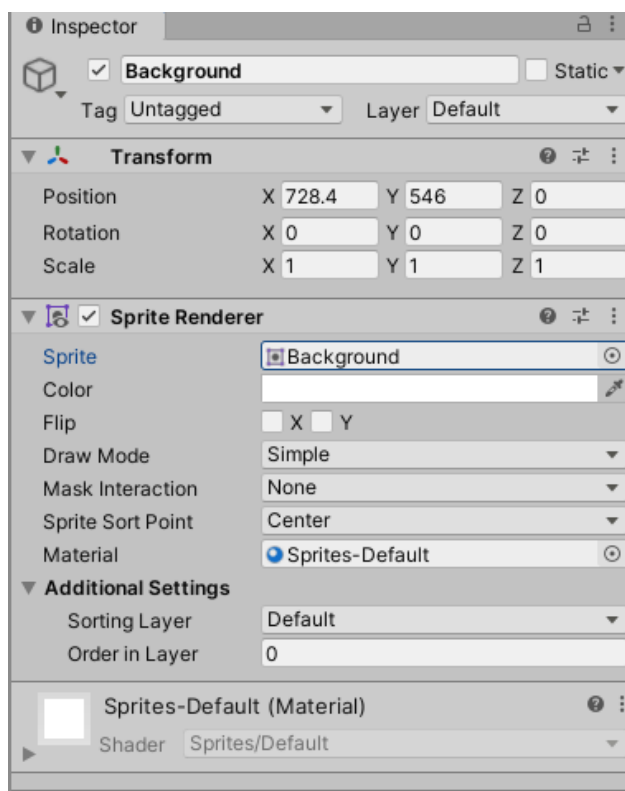 Inspector
Background Static
Tag Untagged Layer Default
Transform
Position X 728.4 Y 546 Z 0
Rotation X 0 Y 0 Z 0
Scale X 1 Y 1 Z 1
Sprite Renderer
Sprite Background
Color
Flip X Y
Draw Mode Simple
Mask Interaction None
Sprite Sort Point Center
Material Sprites-Default
Additional Settings
Sorting Layer Default
Order in Layer 0
Sprites-Default (Material)
Shader Sprites/Default